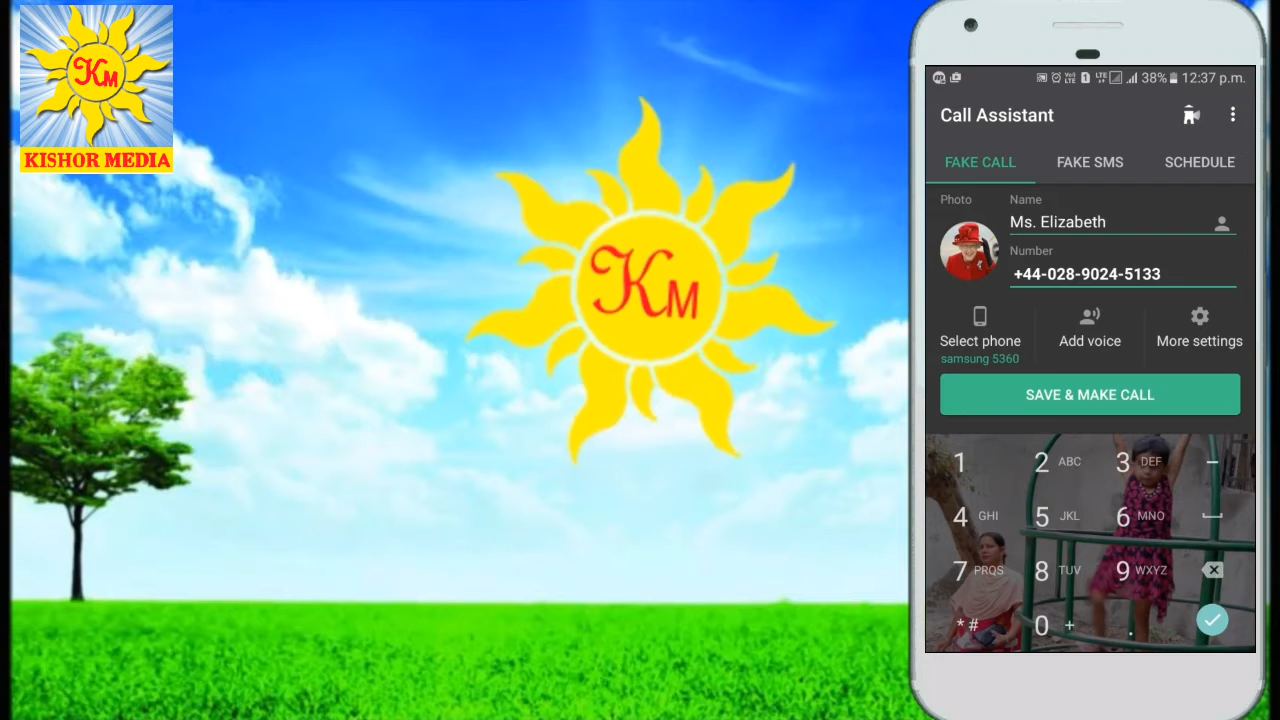 KM
KISHOR MEDIA
KM
38% 12:37 p.m.
Call Assistant
FAKE CALL FAKE SMS SCHEDULE
Photo Name
Ms. Elizabeth
Number
+44-028-9024-5133
Select phone Add voice More settings
samsung 5360
SAVE & MAKE CALL
1 2 ABC 3 DEF -
4 GHI 5 JKL 6 MNO
7 PRQS 8 TUV 9 WXYZ
* # 0 + .